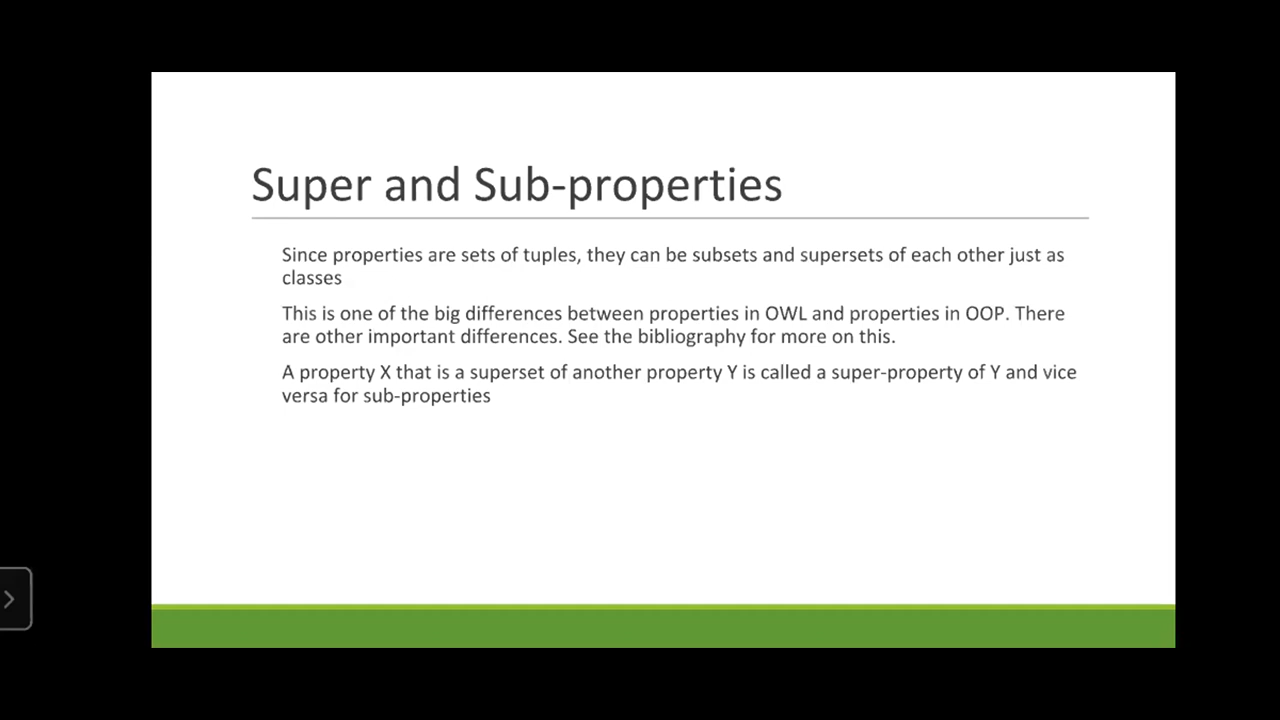 Super and Sub-properties
Since properties are sets of tuples, they can be subsets and supersets of each other just as
classes
This is one of the big differences between properties in OWL and properties in OOP. There
are other important differences. See the bibliography for more on this.
A property X that is a superset of another property Y is called a super-property of Y and vice
versa for sub-properties